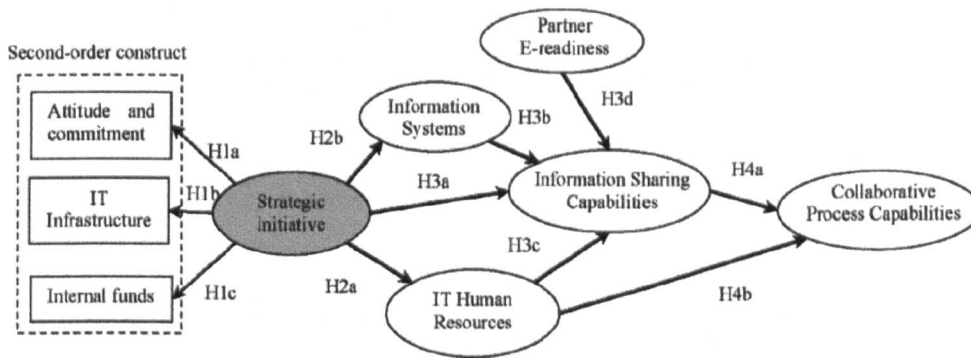 Second-order construct
Attitude and
commitment
IT
Infrastructure
Internal funds
H1a
H1b
H1c
Strategic
initiative
H2b
H3a
H2a
Information
Systems
IT Human
Resources
Partner
E-readiness
H3d
H3b
H3c
Information Sharing
Capabilities
H4a
H4b
Collaborative
Process Capabilities